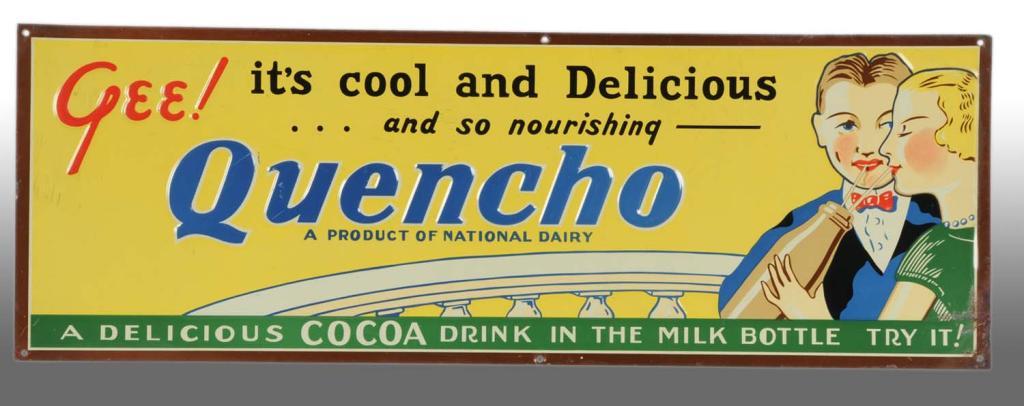 Gee! it's cool and Delicious
... and so nourishing —
Quencho
A PRODUCT OF NATIONAL DAIRY
A DELICIOUS COCOA DRINK IN THE MILK BOTTLE TRY IT!